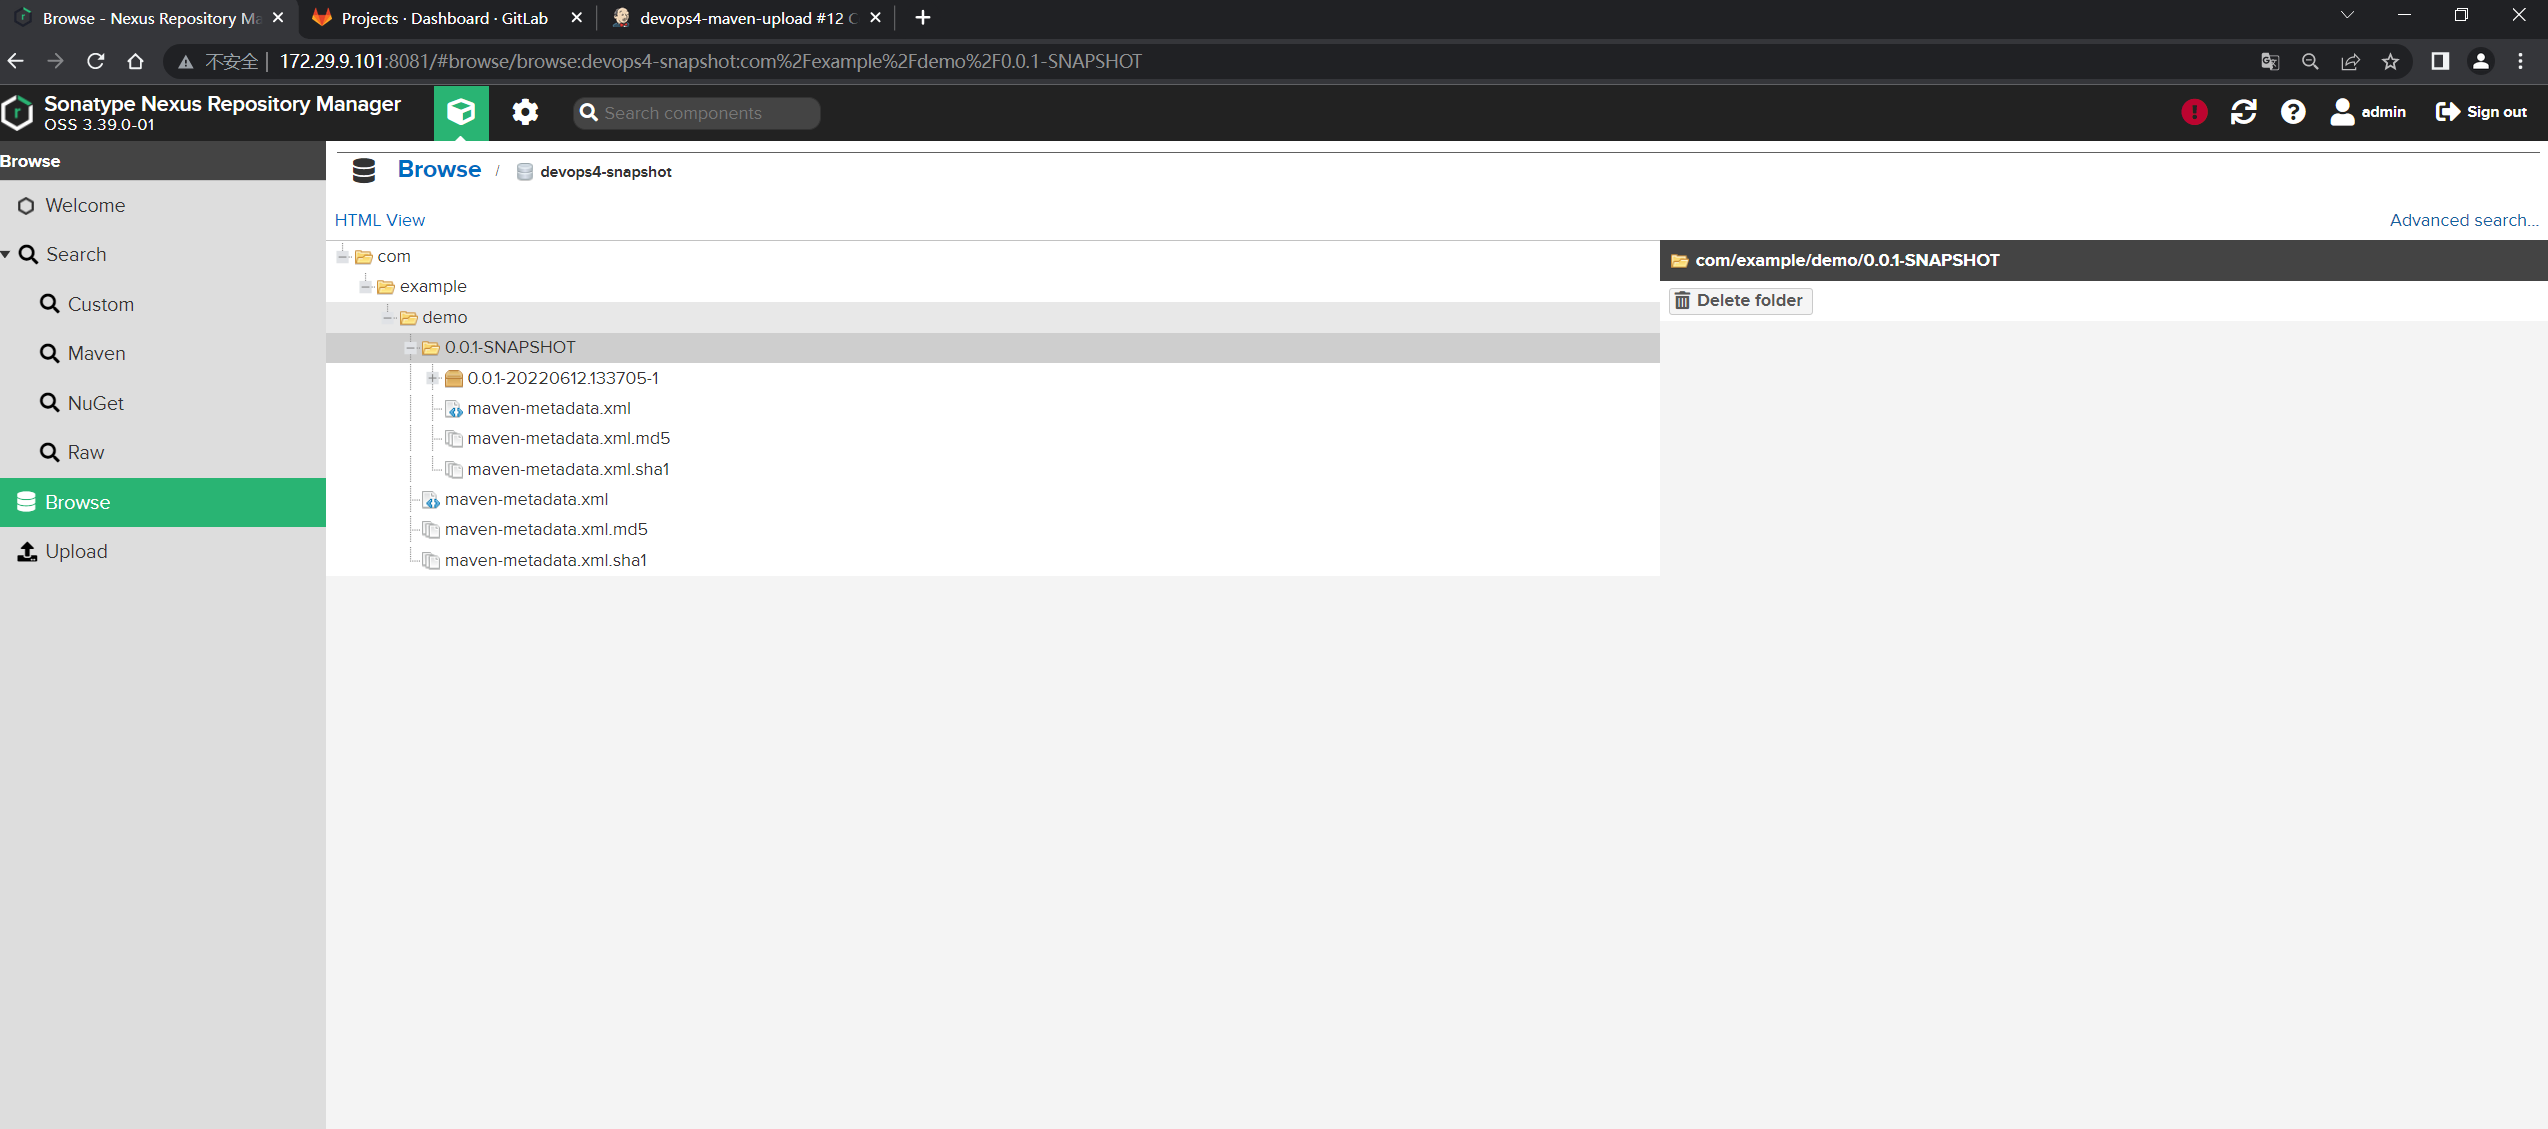 Browse - Nexus Repository Ma
Projects · Dashboard · GitLab
devops4-maven-upload #12 C
不安全 172.29.9.101:8081/#browse/browse:devops4-snapshot:com%2Fexample%2Fdemo%2F0.0.1-SNAPSHOT
Sonatype Nexus Repository Manager
OSS 3.39.0-01
Search components
admin
Sign out
Browse
Welcome
Search
Custom
Maven
NuGet
Raw
Browse
Upload
Browse / devops4-snapshot
HTML View
Advanced search...
com
example
demo
0.0.1-SNAPSHOT
0.0.1-20220612.133705-1
maven-metadata.xml
maven-metadata.xml.md5
maven-metadata.xml.sha1
maven-metadata.xml
maven-metadata.xml.md5
maven-metadata.xml.sha1
com/example/demo/0.0.1-SNAPSHOT
Delete folder